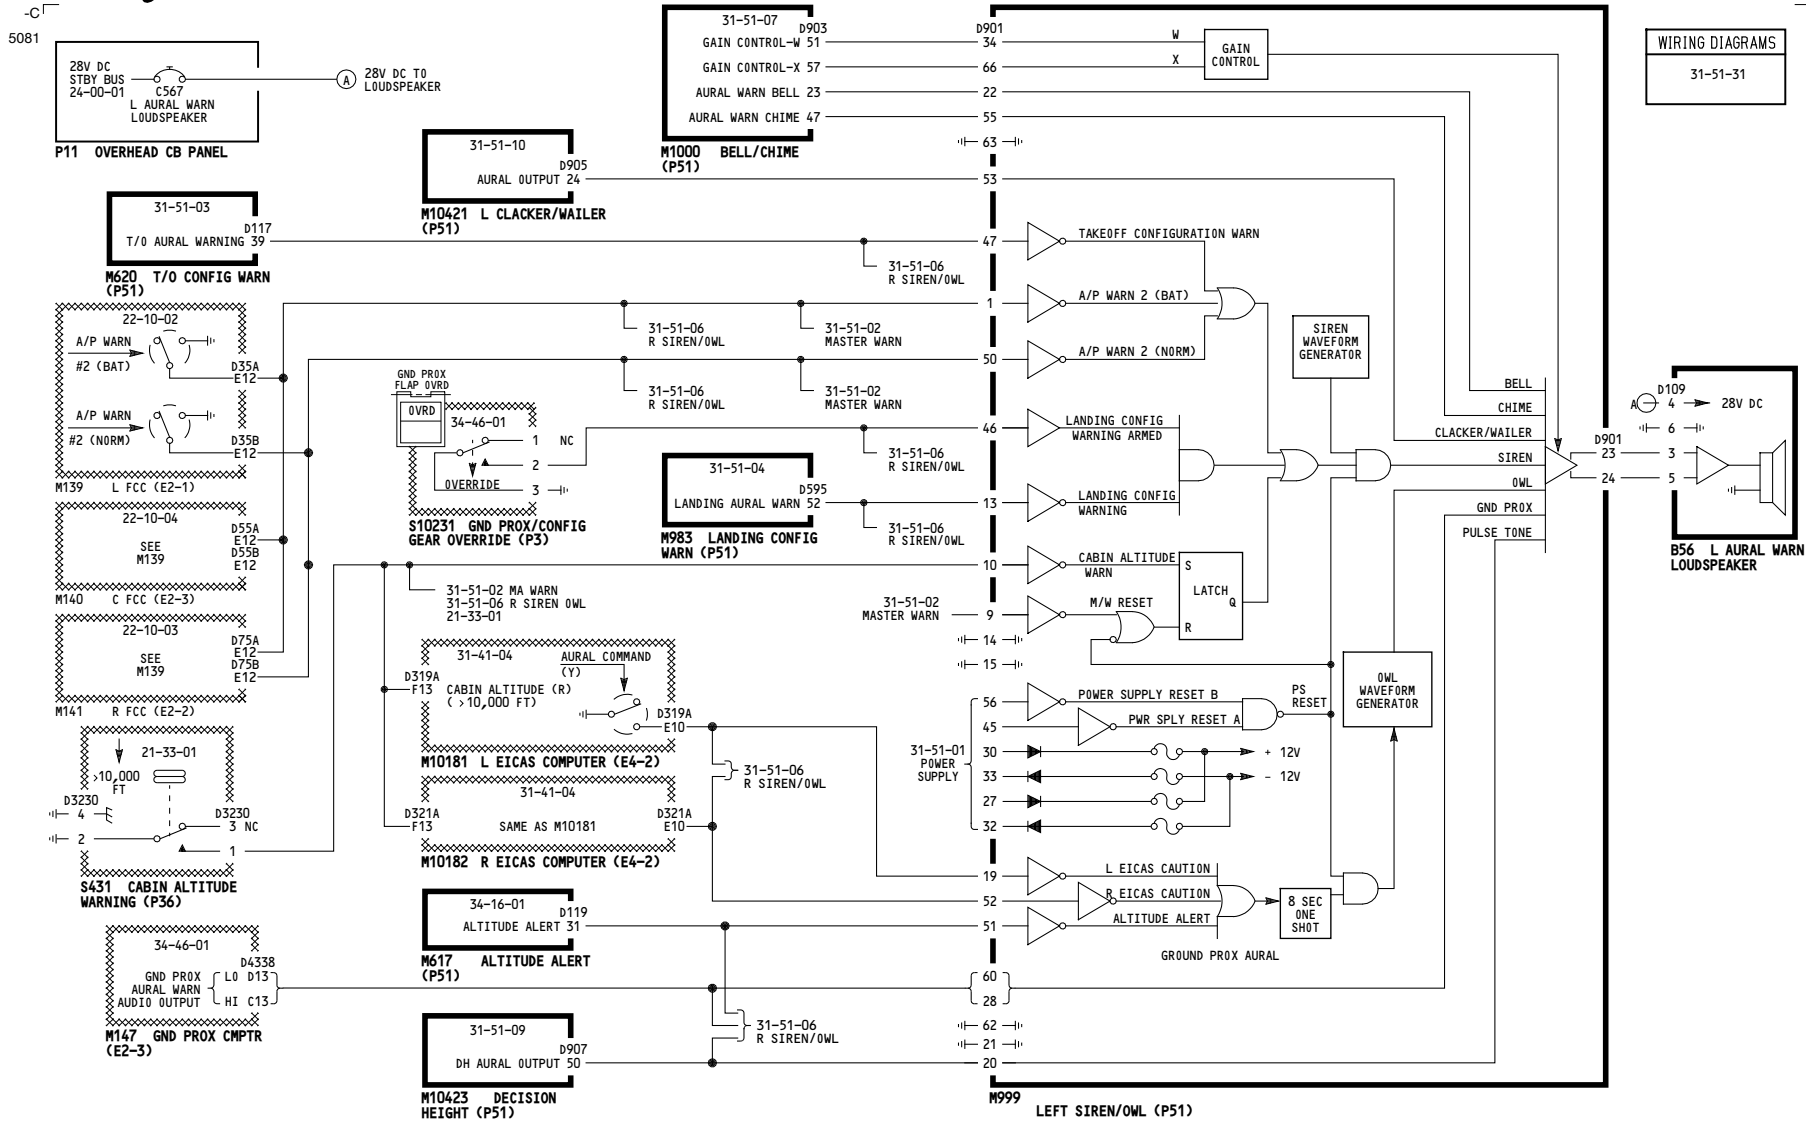 -C
5081
28V DC
STBY BUS
24-00-01
C567
L AURAL WARN
LOUDSPEAKER
P11 OVERHEAD CB PANEL
A
28V DC TO
LOUDSPEAKER
31-51-07
D903
GAIN CONTROL-W 51
GAIN CONTROL-X 57
AURAL WARN BELL 23
AURAL WARN CHIME 47
M1000 BELL/CHIME
(P51)
D901
34
66
22
55
63
53
W
X
GAIN
CONTROL
WIRING DIAGRAMS
31-51-31
31-51-10
D905
AURAL OUTPUT 24
M10421 L CLACKER/WAILER
(P51)
31-51-03
D117
T/O AURAL WARNING 39
M620 T/O CONFIG WARN
(P51)
31-51-06
R SIREN/OWL
47
TAKEOFF CONFIGURATION WARN
1
A/P WARN 2 (BAT)
31-51-06
R SIREN/OWL
31-51-02
MASTER WARN
50
A/P WARN 2 (NORM)
31-51-06
R SIREN/OWL
31-51-02
MASTER WARN
22-10-02
A/P WARN
#2 (BAT)
D35A
E12
A/P WARN
#2 (NORM)
D35B
E12
M139 L FCC (E2-1)
22-10-04
SEE
M139
D55A
E12
D55B
E12
M140 C FCC (E2-3)
22-10-03
SEE
M139
D75A
E12
D75B
E12
M141 R FCC (E2-2)
GND PROX
FLAP OVRD
OVRD
34-46-01
1 NC
2
OVERRIDE
3
S10231 GND PROX/CONFIG
GEAR OVERRIDE (P3)
31-51-06
R SIREN/OWL
46
LANDING CONFIG
WARNING ARMED
31-51-04
D595
LANDING AURAL WARN 52
M983 LANDING CONFIG
WARN (P51)
31-51-06
R SIREN/OWL
13
LANDING CONFIG
WARNING
SIREN
WAVEFORM
GENERATOR
BELL
CHIME
CLACKER/WAILER
SIREN
OWL
GND PROX
PULSE TONE
D901
23
24
A
D109
4
28V DC
6
3
5
B56 L AURAL WARN
LOUDSPEAKER
31-51-02 MA WARN
31-51-06 R SIREN OWL
21-33-01
10
CABIN ALTITUDE
WARN
S
LATCH
Q
R
31-51-02
MASTER WARN
9
M/W RESET
14
15
31-41-04
AURAL COMMAND
(Y)
D319A
F13
CABIN ALTITUDE (R)
( >10,000 FT)
D319A
E10
M10181 L EICAS COMPUTER (E4-2)
31-51-06
R SIREN/OWL
31-41-04
D321A
F13
SAME AS M10181
D321A
E10
M10182 R EICAS COMPUTER (E4-2)
21-33-01
>10,000
FT
D3230
4
2
D3230
3 NC
1
S431 CABIN ALTITUDE
WARNING (P36)
31-51-01
POWER
SUPPLY
56
45
30
33
27
32
POWER SUPPLY RESET B
PWR SPLY RESET A
PS
RESET
+ 12V
- 12V
OWL
WAVEFORM
GENERATOR
19
L EICAS CAUTION
52
R EICAS CAUTION
51
ALTITUDE ALERT
8 SEC
ONE
SHOT
GROUND PROX AURAL
34-16-01
D119
ALTITUDE ALERT 31
M617 ALTITUDE ALERT
(P51)
34-46-01
D4338
GND PROX
AURAL WARN
AUDIO OUTPUT
LO D13
HI C13
M147 GND PROX CMPTR
(E2-3)
60
28
31-51-06
R SIREN/OWL
62
21
20
31-51-09
D907
DH AURAL OUTPUT 50
M10423 DECISION
HEIGHT (P51)
M999
LEFT SIREN/OWL (P51)